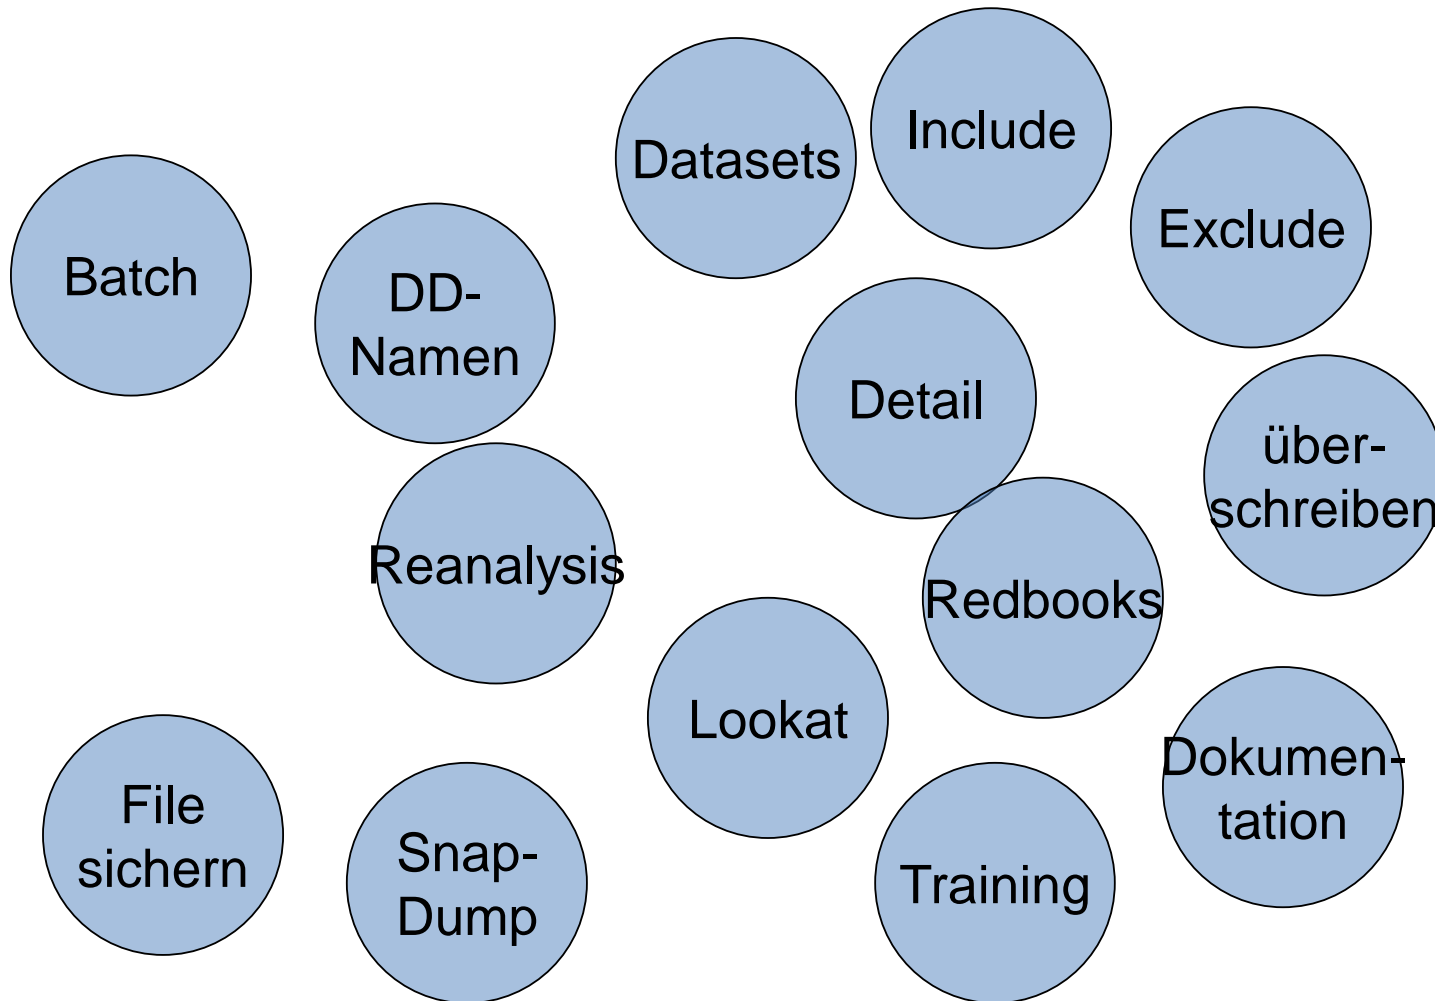 Include
Datasets
Exclude
Batch
DD-
Namen
Detail
über-
schreiben
Reanalysis
Redbooks
Lookat
Dokumen-
tation
File
sichern
Snap-
Dump
Training